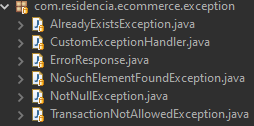 com.residencia.ecommerce.exception
AlreadyExistsException.java
CustomExceptionHandler.java
ErrorResponse.java
NoSuchElementFoundException.java
NotNullException.java
TransactionNotAllowedException.java